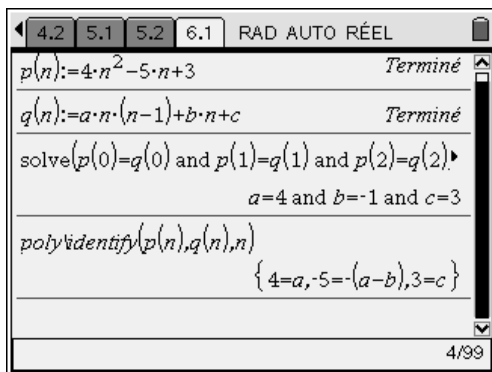 4.2 5.1 5.2 6.1 RAD AUTO RÉEL
p(n):=4·n²−5·n+3 Terminé
q(n):=a·n·(n−1)+b·n+c Terminé
solve(p(0)=q(0) and p(1)=q(1) and p(2)=q(2)▸
a=4 and b=-1 and c=3
poly\identify(p(n),q(n),n)
{4=a,-5=-(a−b),3=c}
4/99